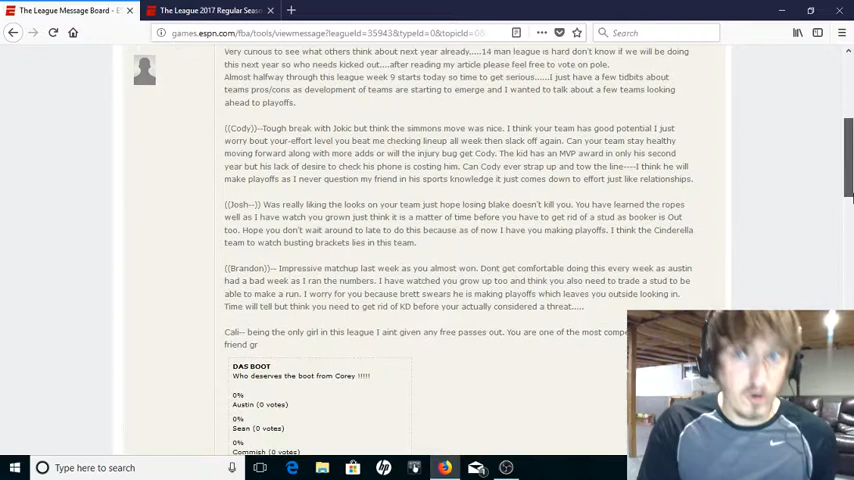 The League Message Board - E
The League 2017 Regular Seaso
games.espn.com/fba/tools/viewmessage?leagueId=35943&typeId=0&topicId=08
Search
Very curious to see what others think about next year already.....14 man league is hard don't know if we will be doing
this next year so who needs kicked out....after reading my article please feel free to vote on pole.
Almost halfway through this league week 9 starts today so time to get serious......I just have a few tidbits about
teams pros/cons as development of teams are starting to emerge and I wanted to talk about a few teams looking
ahead to playoffs.
((Cody))--Tough break with Jokic but think the simmons move was nice. I think your team has good potential I just
worry bout your-effort level you beat me checking lineup all week then slack off again. Can your team stay healthy
moving forward along with more adds or will the injury bug get Cody. The kid has an MVP award in only his second
year but his lack of desire to check his phone is costing him. Can Cody ever strap up and tow the line----I think he will
make playoffs as I never question my friend in his sports knowledge it just comes down to effort just like relationships.
((Josh--)) Was really liking the looks on your team just hope losing blake doesn't kill you. You have learned the ropes
well as I have watch you grown just think it is a matter of time before you have to get rid of a stud as booker is Out
too. Hope you don't wait around to late to do this because as of now I have you making playoffs. I think the Cinderella
team to watch busting brackets lies in this team.
((Brandon))-- Impressive matchup last week as you almost won. Dont get comfortable doing this every week as austin
had a bad week as I ran the numbers. I have watched you grow up too and think you also need to trade a stud to be
able to make a run. I worry for you because brett swears he is making playoffs which leaves you outside looking in.
Time will tell but think you need to get rid of KD before your actually considered a threat.....
Cali-- being the only girl in this league I aint given any free passes out. You are one of the most compe
friend gr
DAS BOOT
Who deserves the boot from Corey !!!!!
0%
Austin (0 votes)
0%
Sean (0 votes)
0%
Commish (0 votes)
Type here to search